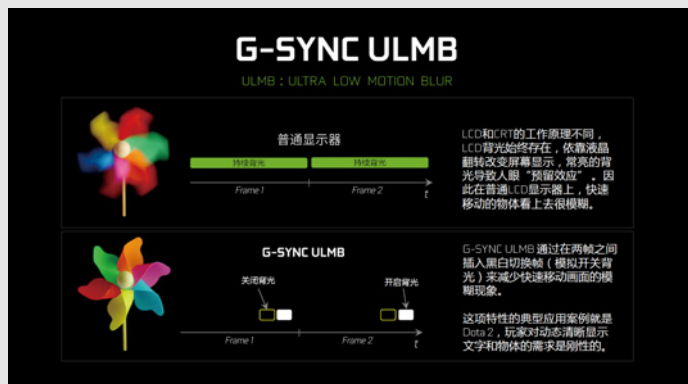 G-SYNC ULMB
ULMB : ULTRA LOW MOTION BLUR
普通显示器
持续背光
持续背光
Frame 1
Frame 2
t
LCD和CRT的工作原理不同，
LCD背光始终存在，依靠液晶
翻转改变屏幕显示，常亮的背
光导致人眼“预留效应”。因
此在普通LCD显示器上，快速
移动的物体看上去很模糊。
G-SYNC ULMB
关闭背光
开启背光
Frame 1
Frame 2
t
G-SYNC ULMB 通过在两帧之间
插入黑白切换帧（模拟开关背
光）来减少快速移动画面的模
糊现象。
这项特性的典型应用案例就是
Dota 2，玩家对动态清晰显示
文字和物体的需求是刚性的。